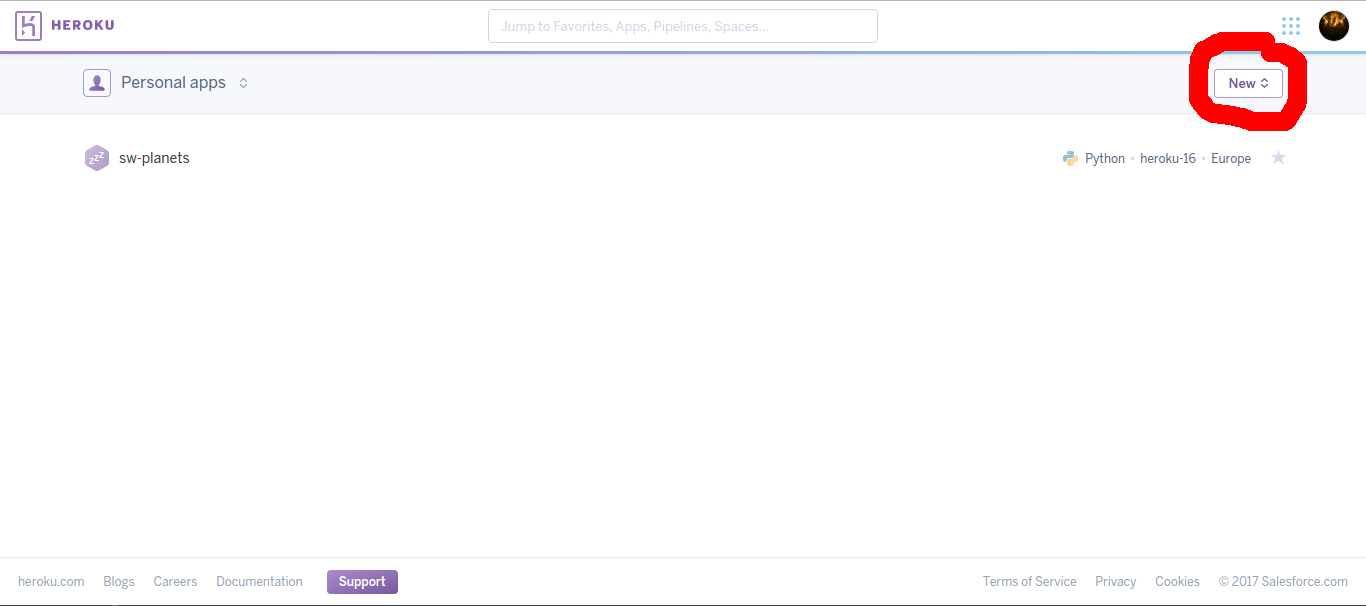 HEROKU
Jump to Favorites, Apps, Pipelines, Spaces...
Personal apps
New
zzz
sw-planets
Python • heroku-16 • Europe
heroku.com Blogs Careers Documentation Support Terms of Service Privacy Cookies © 2017 Salesforce.com